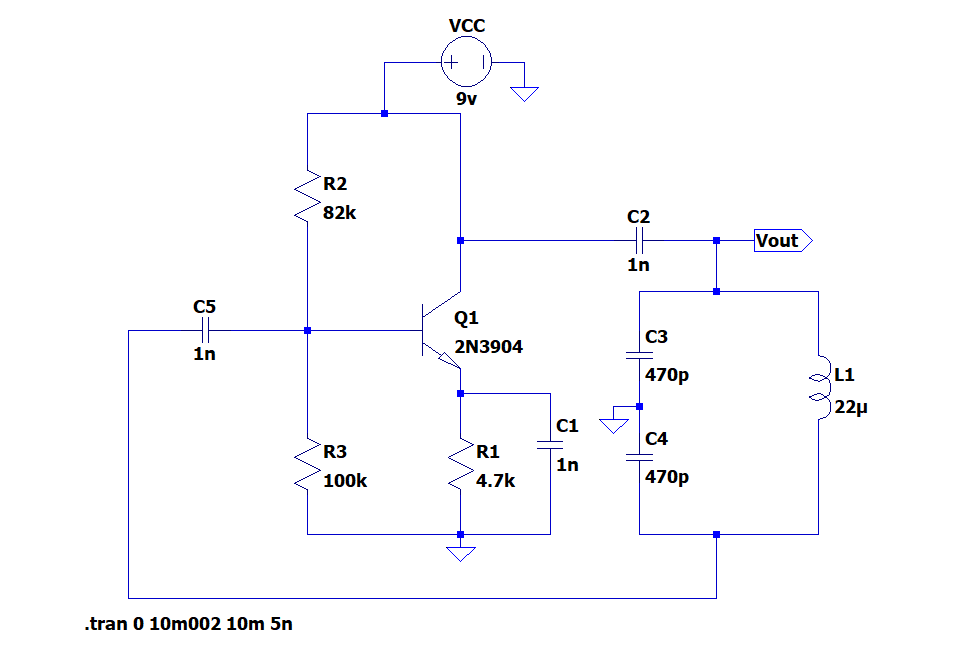 VCC
9v
R2
82k
C2
1n
Vout
C5
1n
Q1
2N3904
C3
470p
L1
22µ
C1
1n
C4
470p
R3
100k
R1
4.7k
.tran 0 10m002 10m 5n